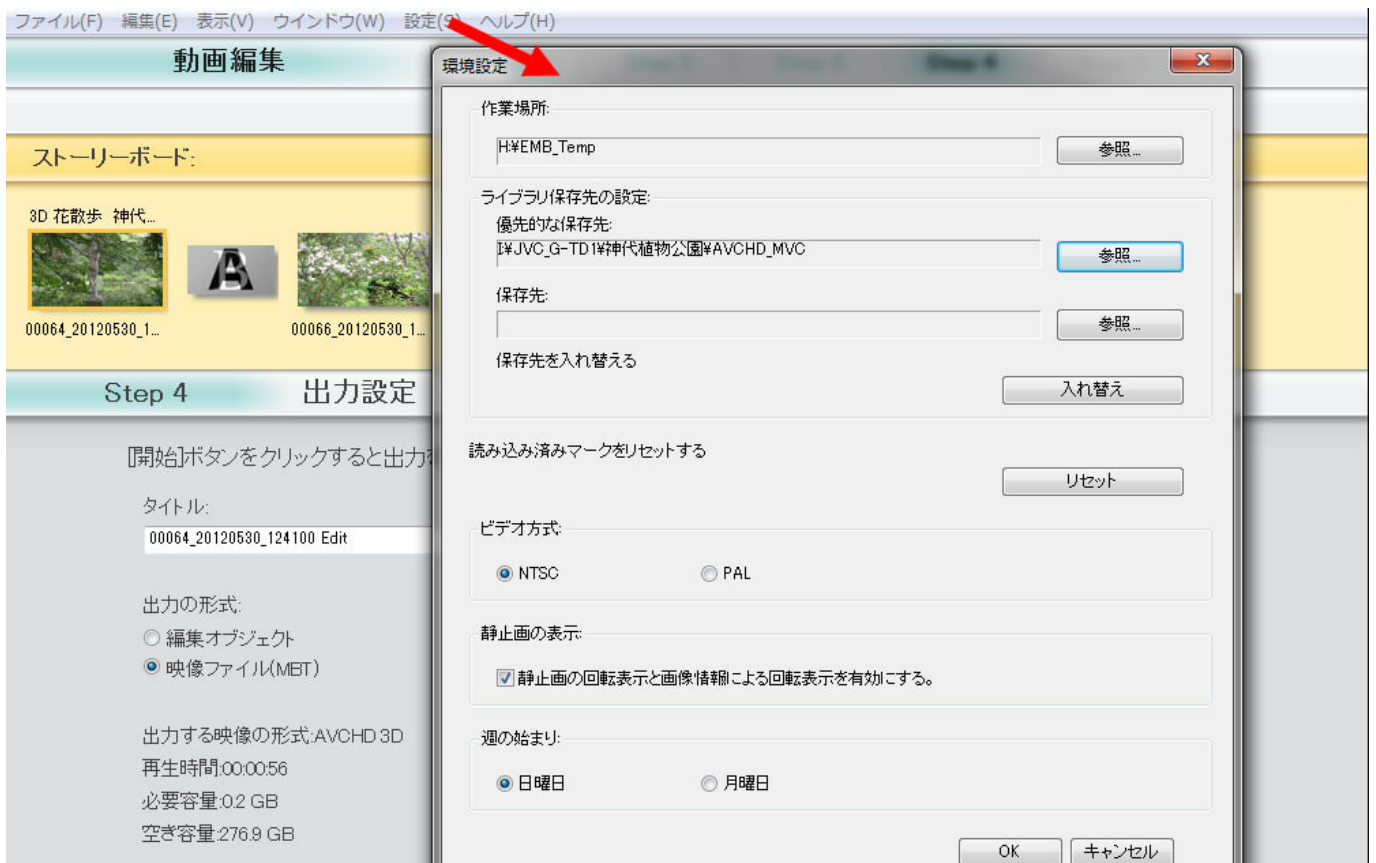 ファイル(F) 編集(E) 表示(V) ウインドウ(W) 設定(S) ヘルプ(H)
動画編集
ストーリーボード:
3D 花散歩 神代...
AB
00064_20120530_1...
00066_20120530_1...
Step 4 出力設定
[開始]ボタンをクリックすると出力
タイトル:
00064_20120530_124100 Edit
出力の形式:
編集オブジェクト
映像ファイル(MBT)
出力する映像の形式:AVCHD 3D
再生時間:00:00:56
必要容量:0.2 GB
空き容量:276.9 GB
環境設定
Step 4
作業場所:
H:¥EMB_Temp
参照...
ライブラリ保存先の設定:
優先的な保存先:
I:¥JVC_G-TD1¥神代植物公園¥AVCHD_MVC
参照...
保存先:
参照...
保存先を入れ替える
入れ替え
読み込み済みマークをリセットする
リセット
ビデオ方式:
NTSC
PAL
静止画の表示:
静止画の回転表示と画像情報による回転表示を有効にする。
週の始まり:
日曜日
月曜日
OK
キャンセル